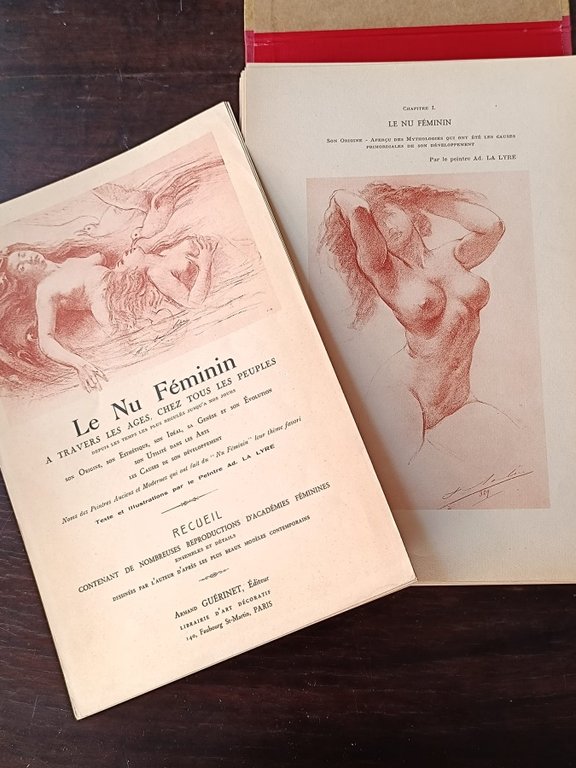 Le Nu Féminin
A TRAVERS LES AGES, CHEZ TOUS LES PEUPLES
DEPUIS LES TEMPS LES PLUS RECULÉS JUSQU'A NOS JOURS
SON ORIGINE, SON ESTHÉTIQUE, SON IDÉAL, LA GENÈSE ET SON ÉVOLUTION
SON UTILITÉ DANS LES ARTS
LES CAUSES DE SON DÉVELOPPEMENT
Noms des Peintres Anciens et Modernes qui ont fait du "Nu Féminin" leur thème favori
Texte et Illustrations par le Peintre Ad. LA LYRE
RECUEIL
CONTENANT DE NOMBREUSES REPRODUCTIONS D'ACADÉMIES FÉMININES
ENSEMBLES ET DÉTAILS
DESSINÉES PAR L'AUTEUR D'APRÈS LES PLUS BEAUX MODÈLES CONTEMPORAINS
ARMAND GUÉRINET, Éditeur
LIBRAIRIE D'ART DÉCORATIF
140, Faubourg St-Martin, PARIS
CHAPITRE I.
LE NU FÉMININ
SON ORIGINE - APERÇU DES MYTHOLOGIES QUI ONT ÉTÉ LES CAUSES
PRIMORDIALES DE SON DÉVELOPPEMENT
Par le peintre Ad. LA LYRE